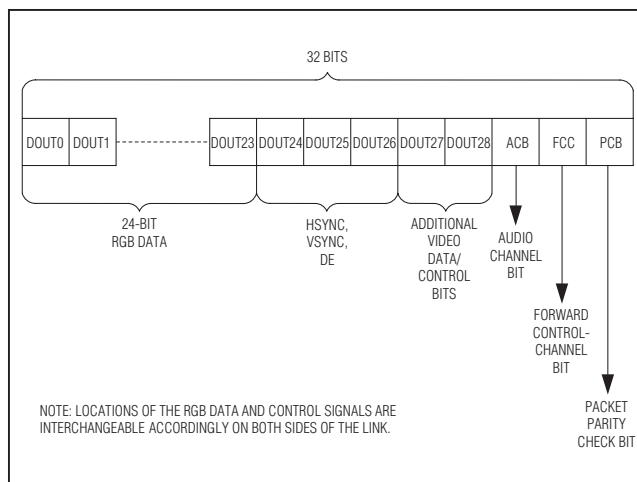 32 BITS
DOUT0 DOUT1 DOUT23 DOUT24 DOUT25 DOUT26 DOUT27 DOUT28 ACB FCC PCB
24-BIT
RGB DATA
HSYNC,
VSYNC,
DE
ADDITIONAL
VIDEO
DATA/
CONTROL
BITS
AUDIO
CHANNEL
BIT
FORWARD
CONTROL-
CHANNEL
BIT
PACKET
PARITY
CHECK BIT
NOTE: LOCATIONS OF THE RGB DATA AND CONTROL SIGNALS ARE
INTERCHANGEABLE ACCORDINGLY ON BOTH SIDES OF THE LINK.